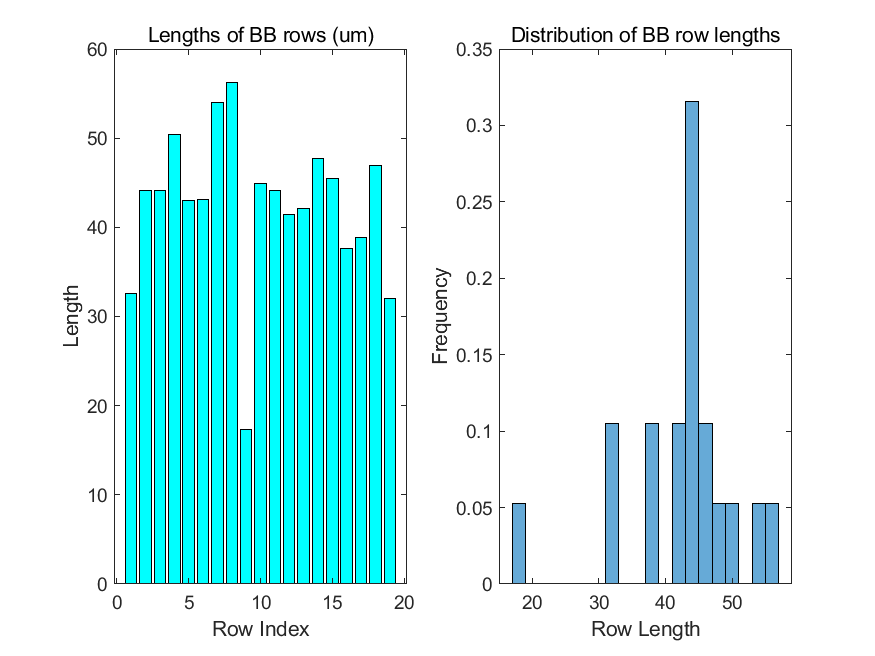 Lengths of BB rows (um)
60
50
40
30
20
10
0
Length
0 5 10 15 20
Row Index
Distribution of BB row lengths
0.35
0.3
0.25
0.2
0.15
0.1
0.05
0
Frequency
20 30 40 50
Row Length